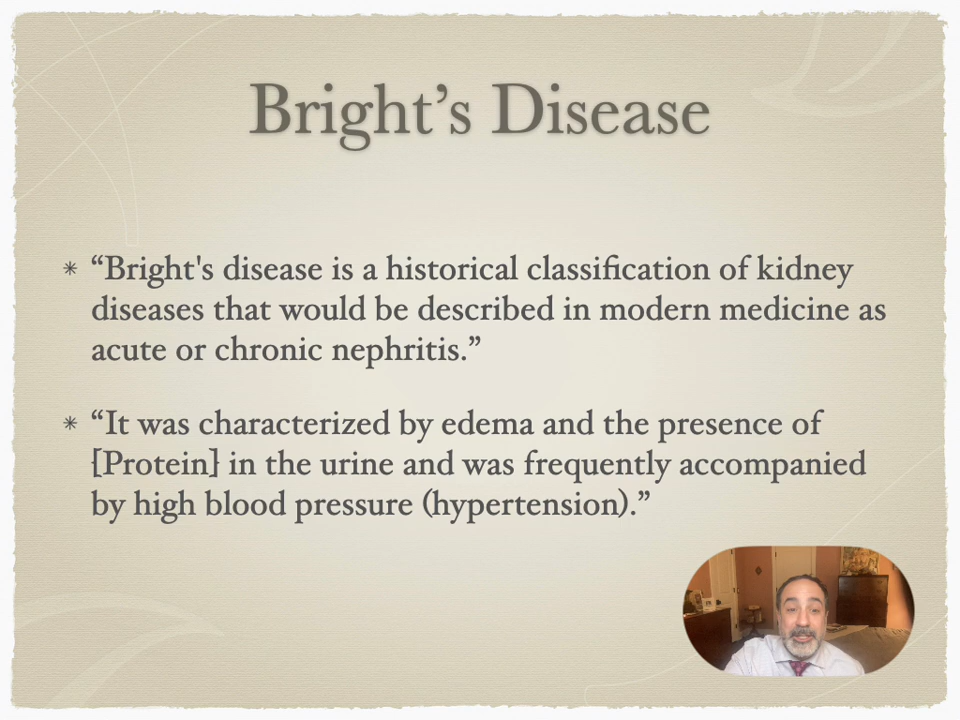 Bright’s Disease
“Bright's disease is a historical classification of kidney
diseases that would be described in modern medicine as
acute or chronic nephritis.”
“It was characterized by edema and the presence of
[Protein] in the urine and was frequently accompanied
by high blood pressure (hypertension).”